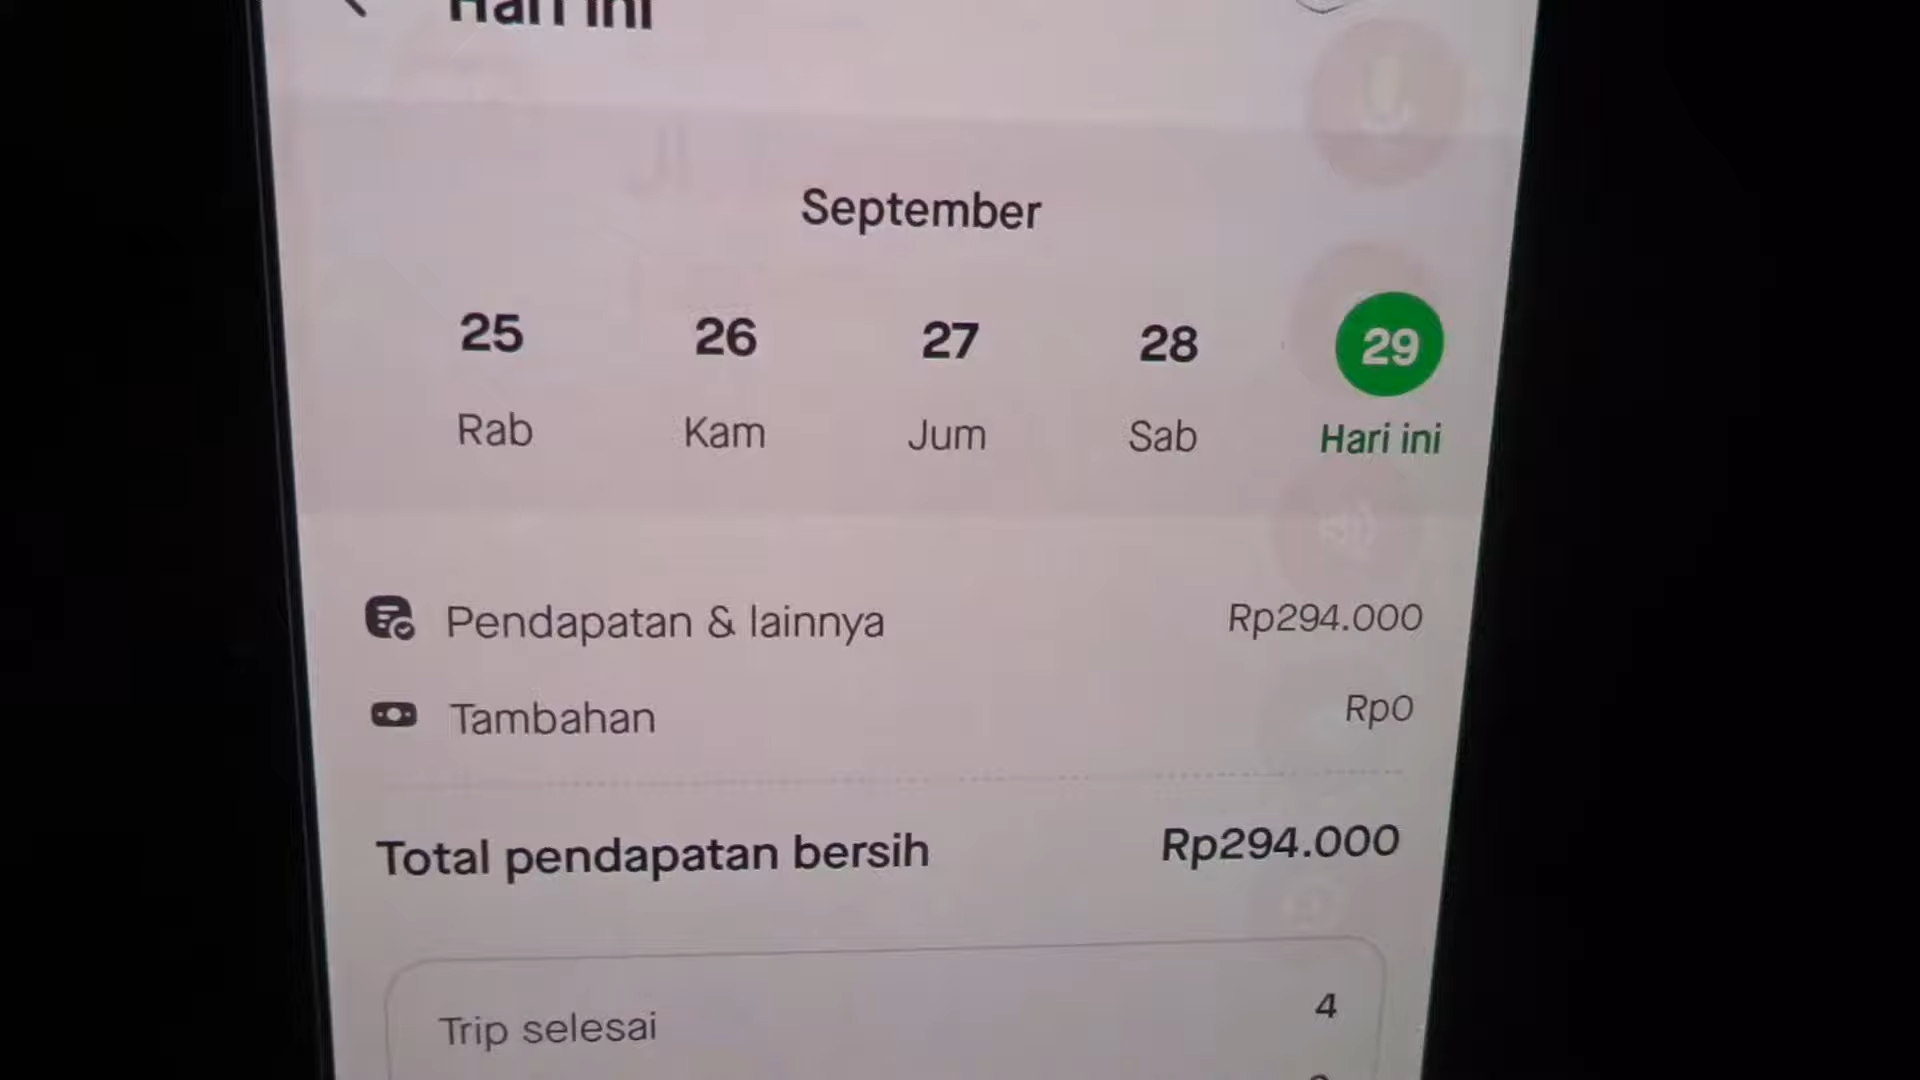 Hari ini
September
25 26 27 28 29
Rab Kam Jum Sab Hari ini
Pendapatan & lainnya Rp294.000
Tambahan Rp0
Total pendapatan bersih Rp294.000
Trip selesai 4